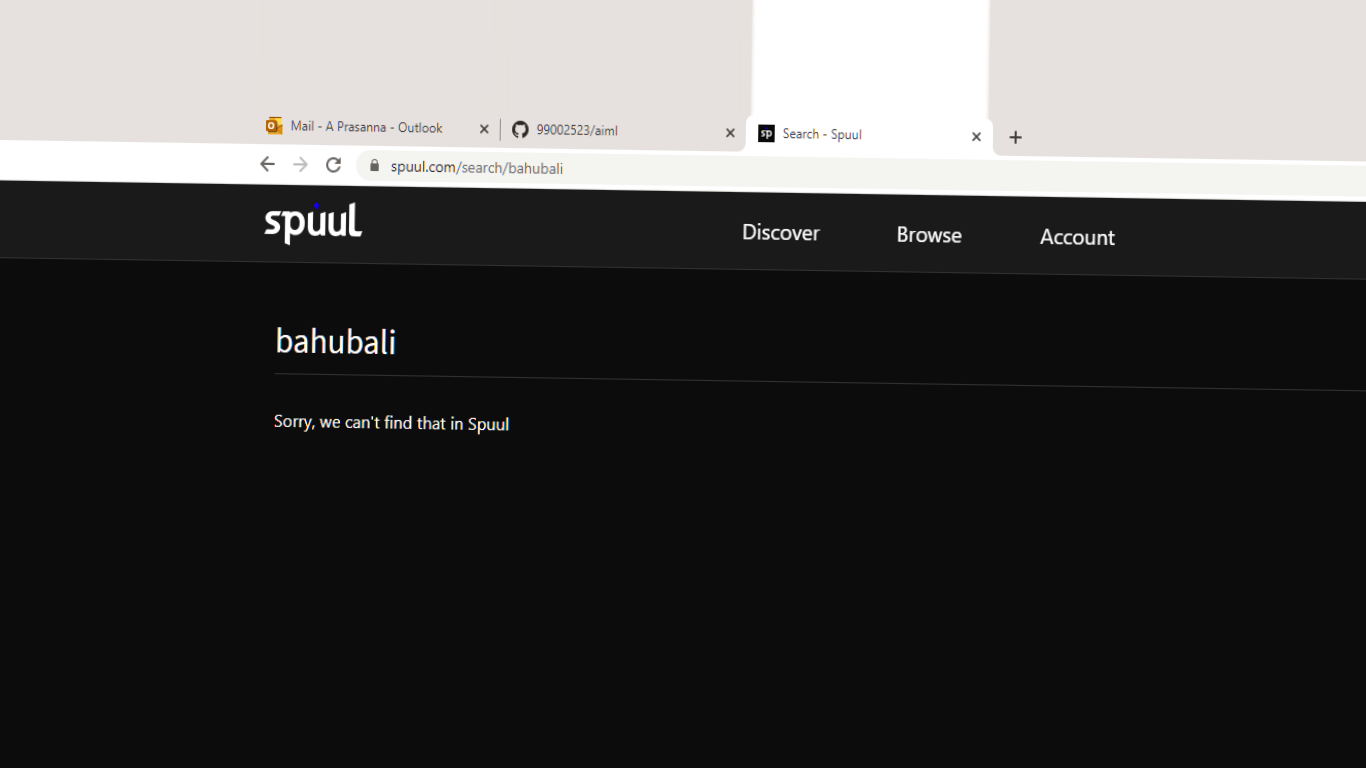 Mail - A Prasanna - Outlook
99002523/aiml
sp Search - Spuul
spuul.com/search/bahubali
spuul
Discover Browse Account
bahubali
Sorry, we can't find that in Spuul